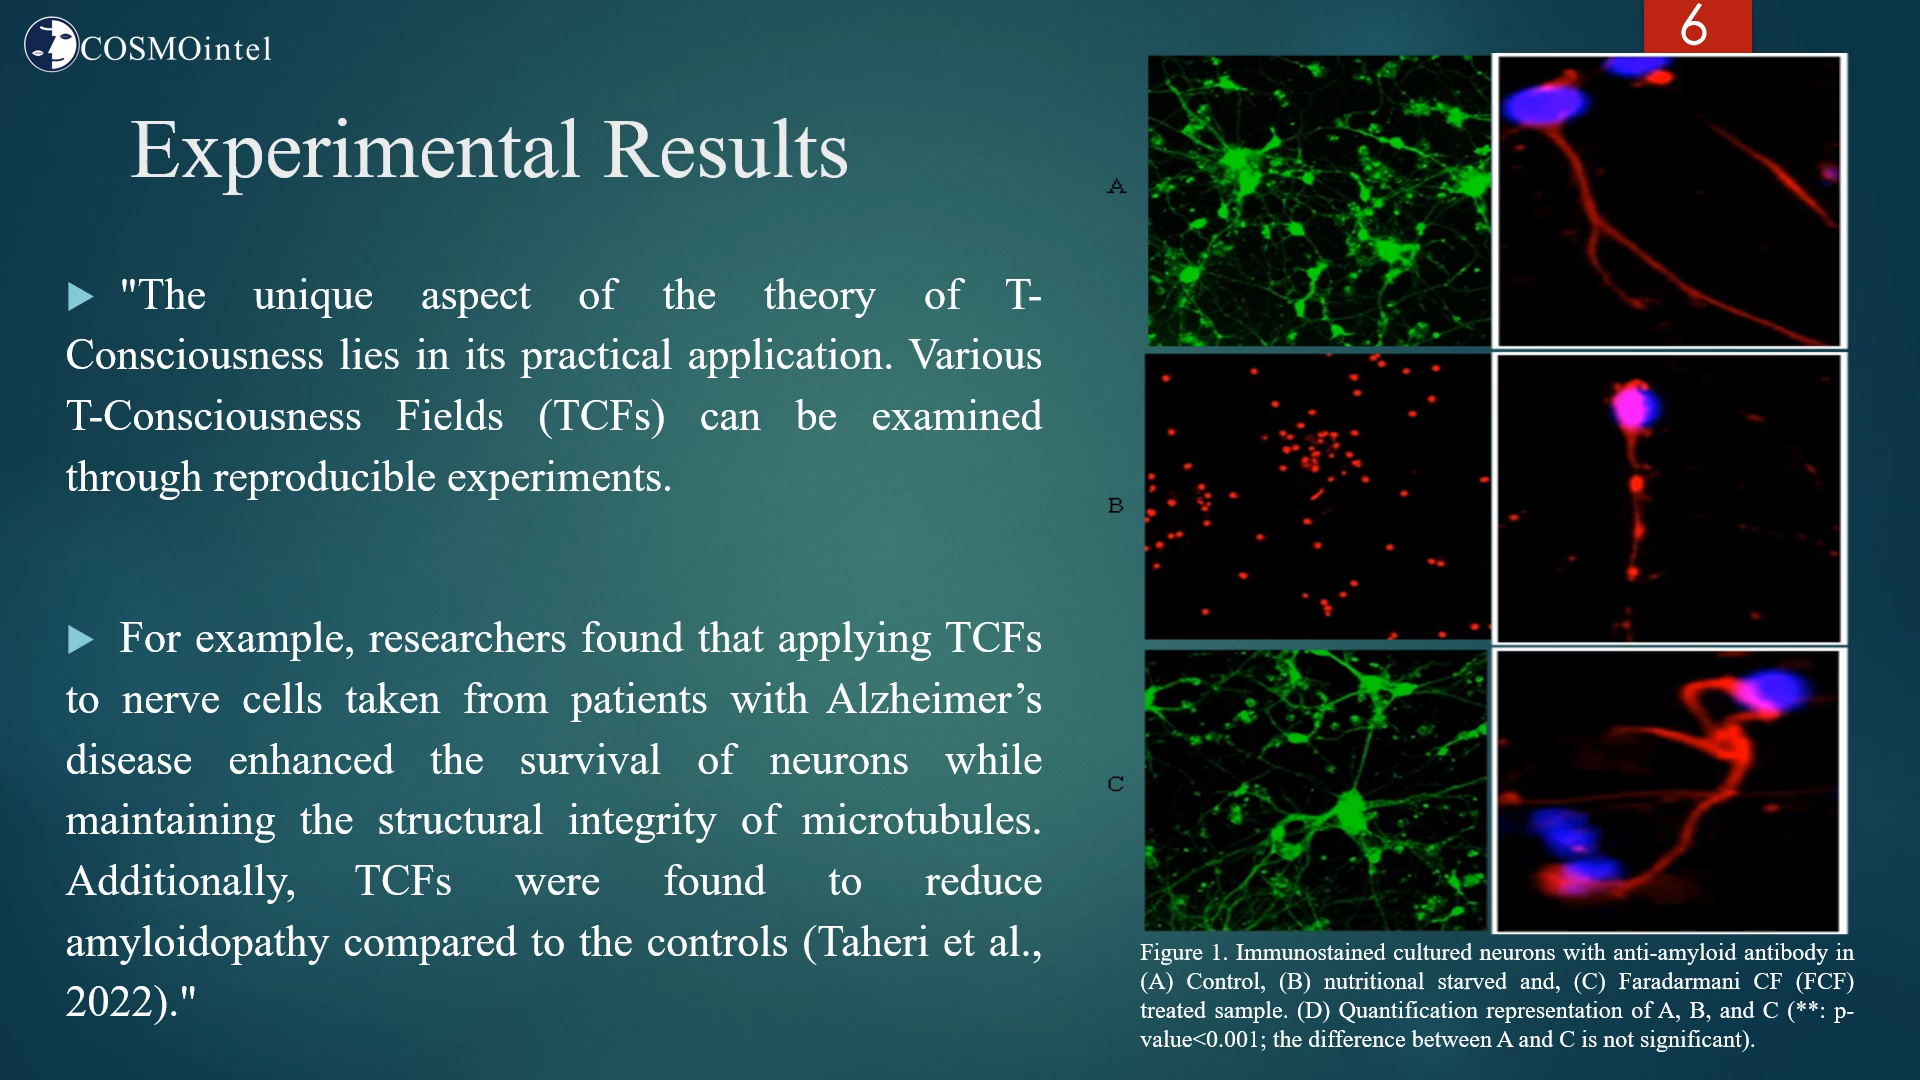 COSMOintel
6
Experimental Results
"The unique aspect of the theory of T-
Consciousness lies in its practical application. Various
T-Consciousness Fields (TCFs) can be examined
through reproducible experiments.
For example, researchers found that applying TCFs
to nerve cells taken from patients with Alzheimer’s
disease enhanced the survival of neurons while
maintaining the structural integrity of microtubules.
Additionally, TCFs were found to reduce
amyloidopathy compared to the controls (Taheri et al.,
2022)."
A
B
C
Figure 1. Immunostained cultured neurons with anti-amyloid antibody in
(A) Control, (B) nutritional starved and, (C) Faradarmani CF (FCF)
treated sample. (D) Quantification representation of A, B, and C (**: p-
value<0.001; the difference between A and C is not significant).